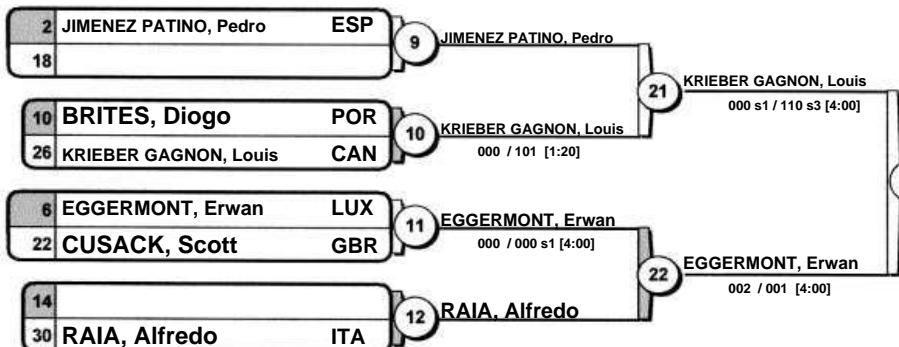 2 JIMENEZ PATINO, Pedro ESP
18
9 JIMENEZ PATINO, Pedro
10 BRITES, Diogo POR
26 KRIEBER GAGNON, Louis CAN
10 KRIEBER GAGNON, Louis
000 / 101 [1:20]
21 KRIEBER GAGNON, Louis
000 s1 / 110 s3 [4:00]
6 EGGERMONT, Erwan LUX
22 CUSACK, Scott GBR
11 EGGERMONT, Erwan
000 / 000 s1 [4:00]
14
30 RAIA, Alfredo ITA
12 RAIA, Alfredo
22 EGGERMONT, Erwan
002 / 001 [4:00]